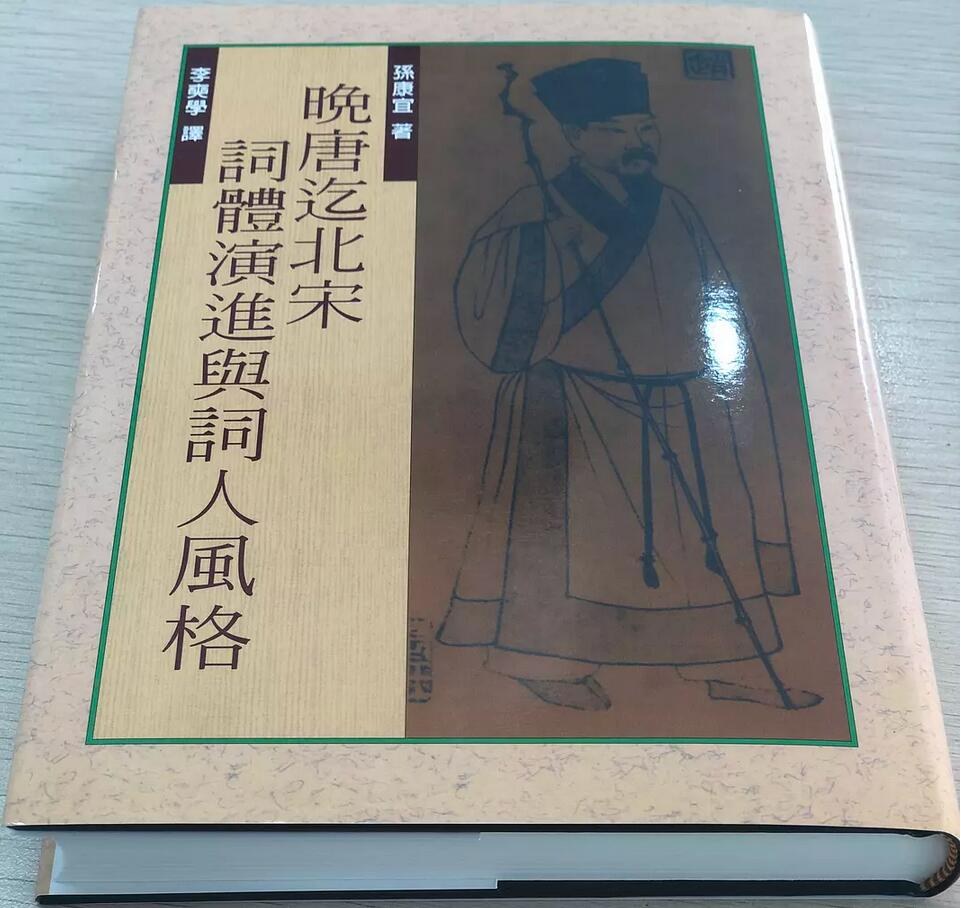 孫康宜 著
晚唐迄北宋
詞體演進與詞人風格
李奭學 譯